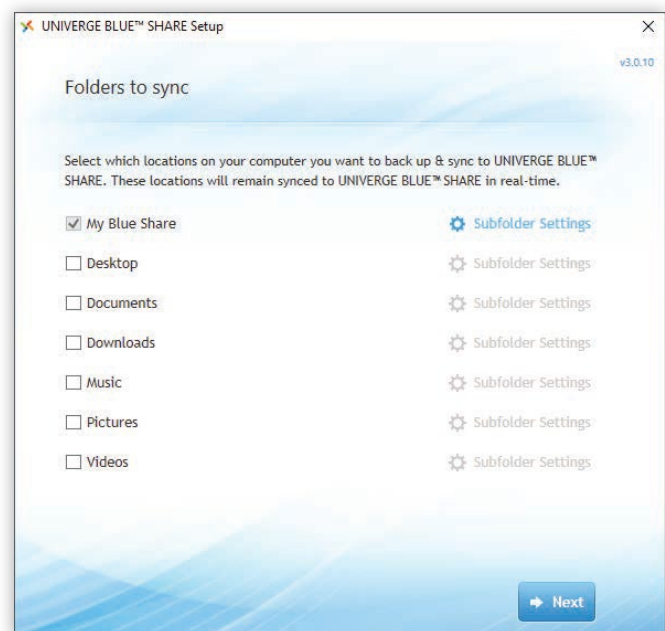 UNIVERGE BLUE™ SHARE Setup
v3.0.10
Folders to sync
Select which locations on your computer you want to back up & sync to UNIVERGE BLUE™
SHARE. These locations will remain synced to UNIVERGE BLUE™ SHARE in real-time.
My Blue Share Subfolder Settings
Desktop Subfolder Settings
Documents Subfolder Settings
Downloads Subfolder Settings
Music Subfolder Settings
Pictures Subfolder Settings
Videos Subfolder Settings
Next